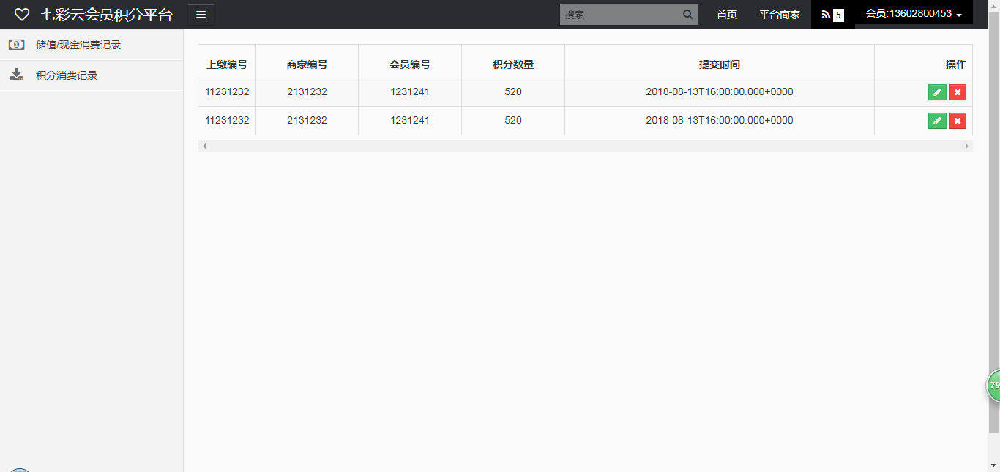 七彩云会员积分平台
搜索
首页
平台商家
5
会员:13602800453
储值/现金消费记录
积分消费记录
上缴编号 商家编号 会员编号 积分数量 提交时间 操作
11231232 2131232 1231241 520 2018-08-13T16:00:00.000+0000
11231232 2131232 1231241 520 2018-08-13T16:00:00.000+0000